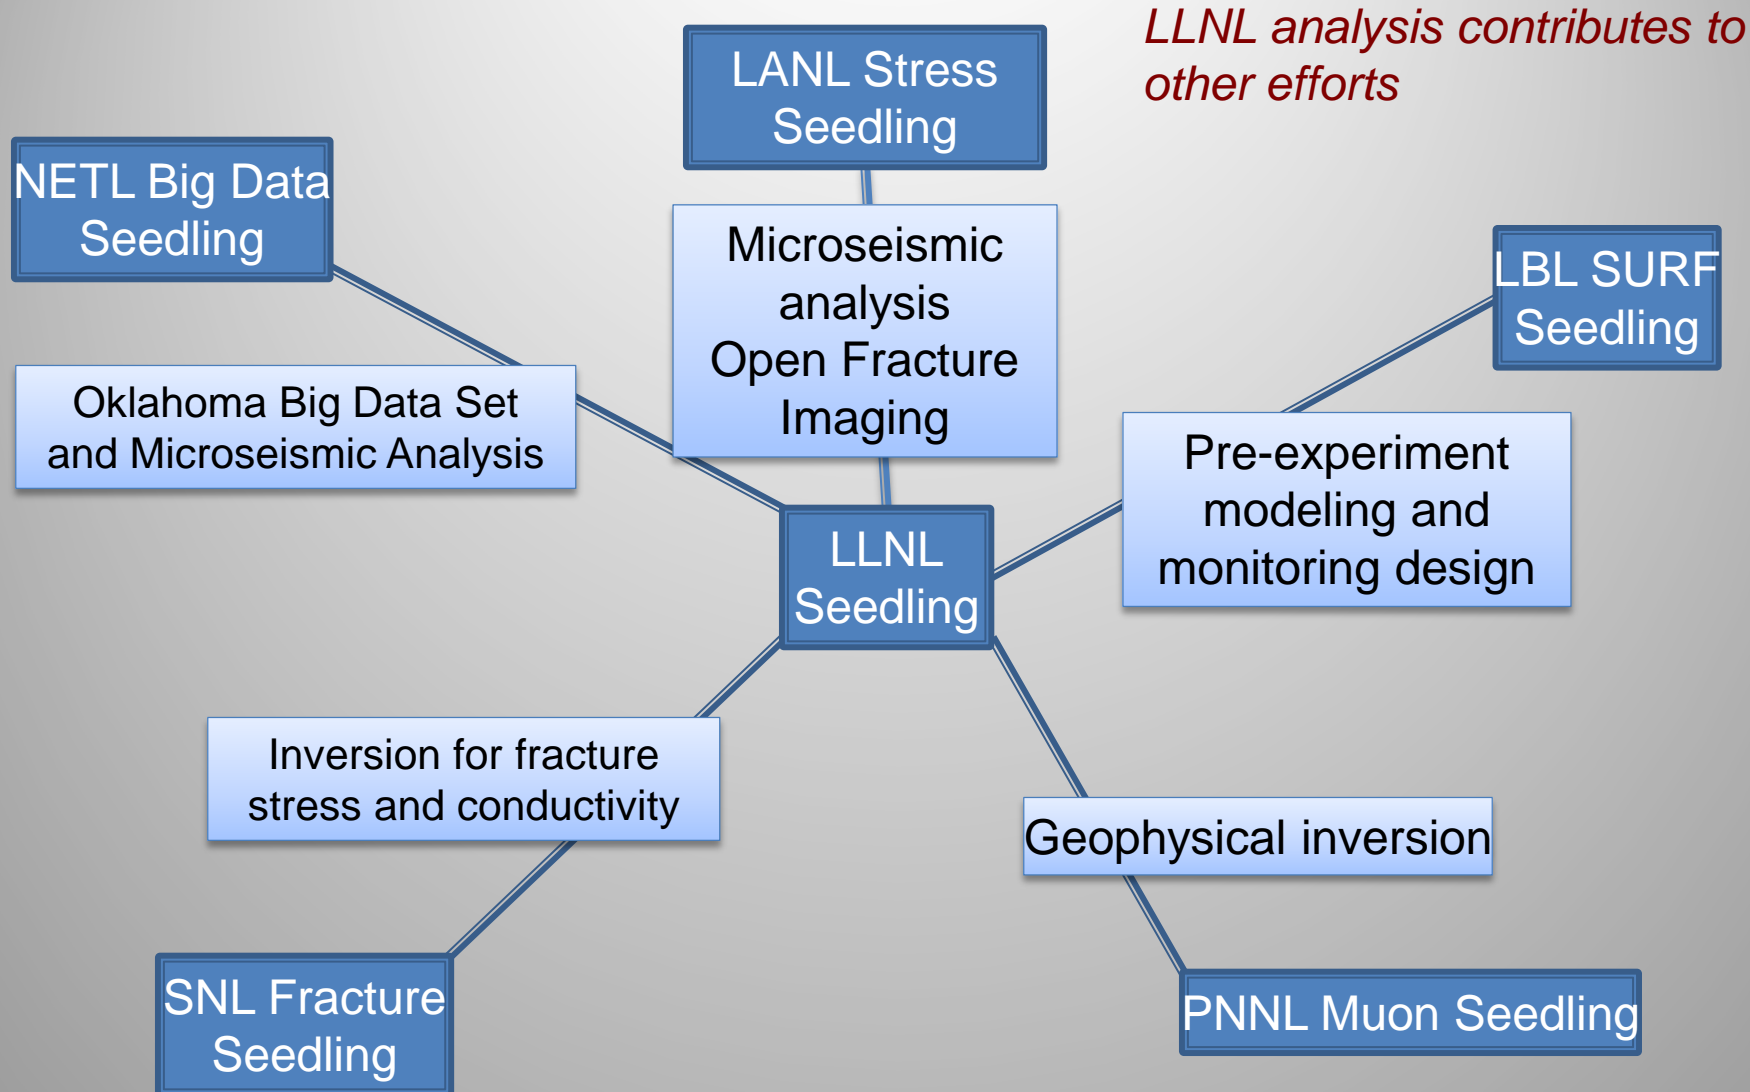 LLNL analysis contributes to
other efforts
LANL Stress
Seedling
NETL Big Data
Seedling
Microseismic
analysis
Open Fracture
Imaging
LBL SURF
Seedling
Oklahoma Big Data Set
and Microseismic Analysis
Pre-experiment
modeling and
monitoring design
LLNL
Seedling
Inversion for fracture
stress and conductivity
Geophysical inversion
SNL Fracture
Seedling
PNNL Muon Seedling